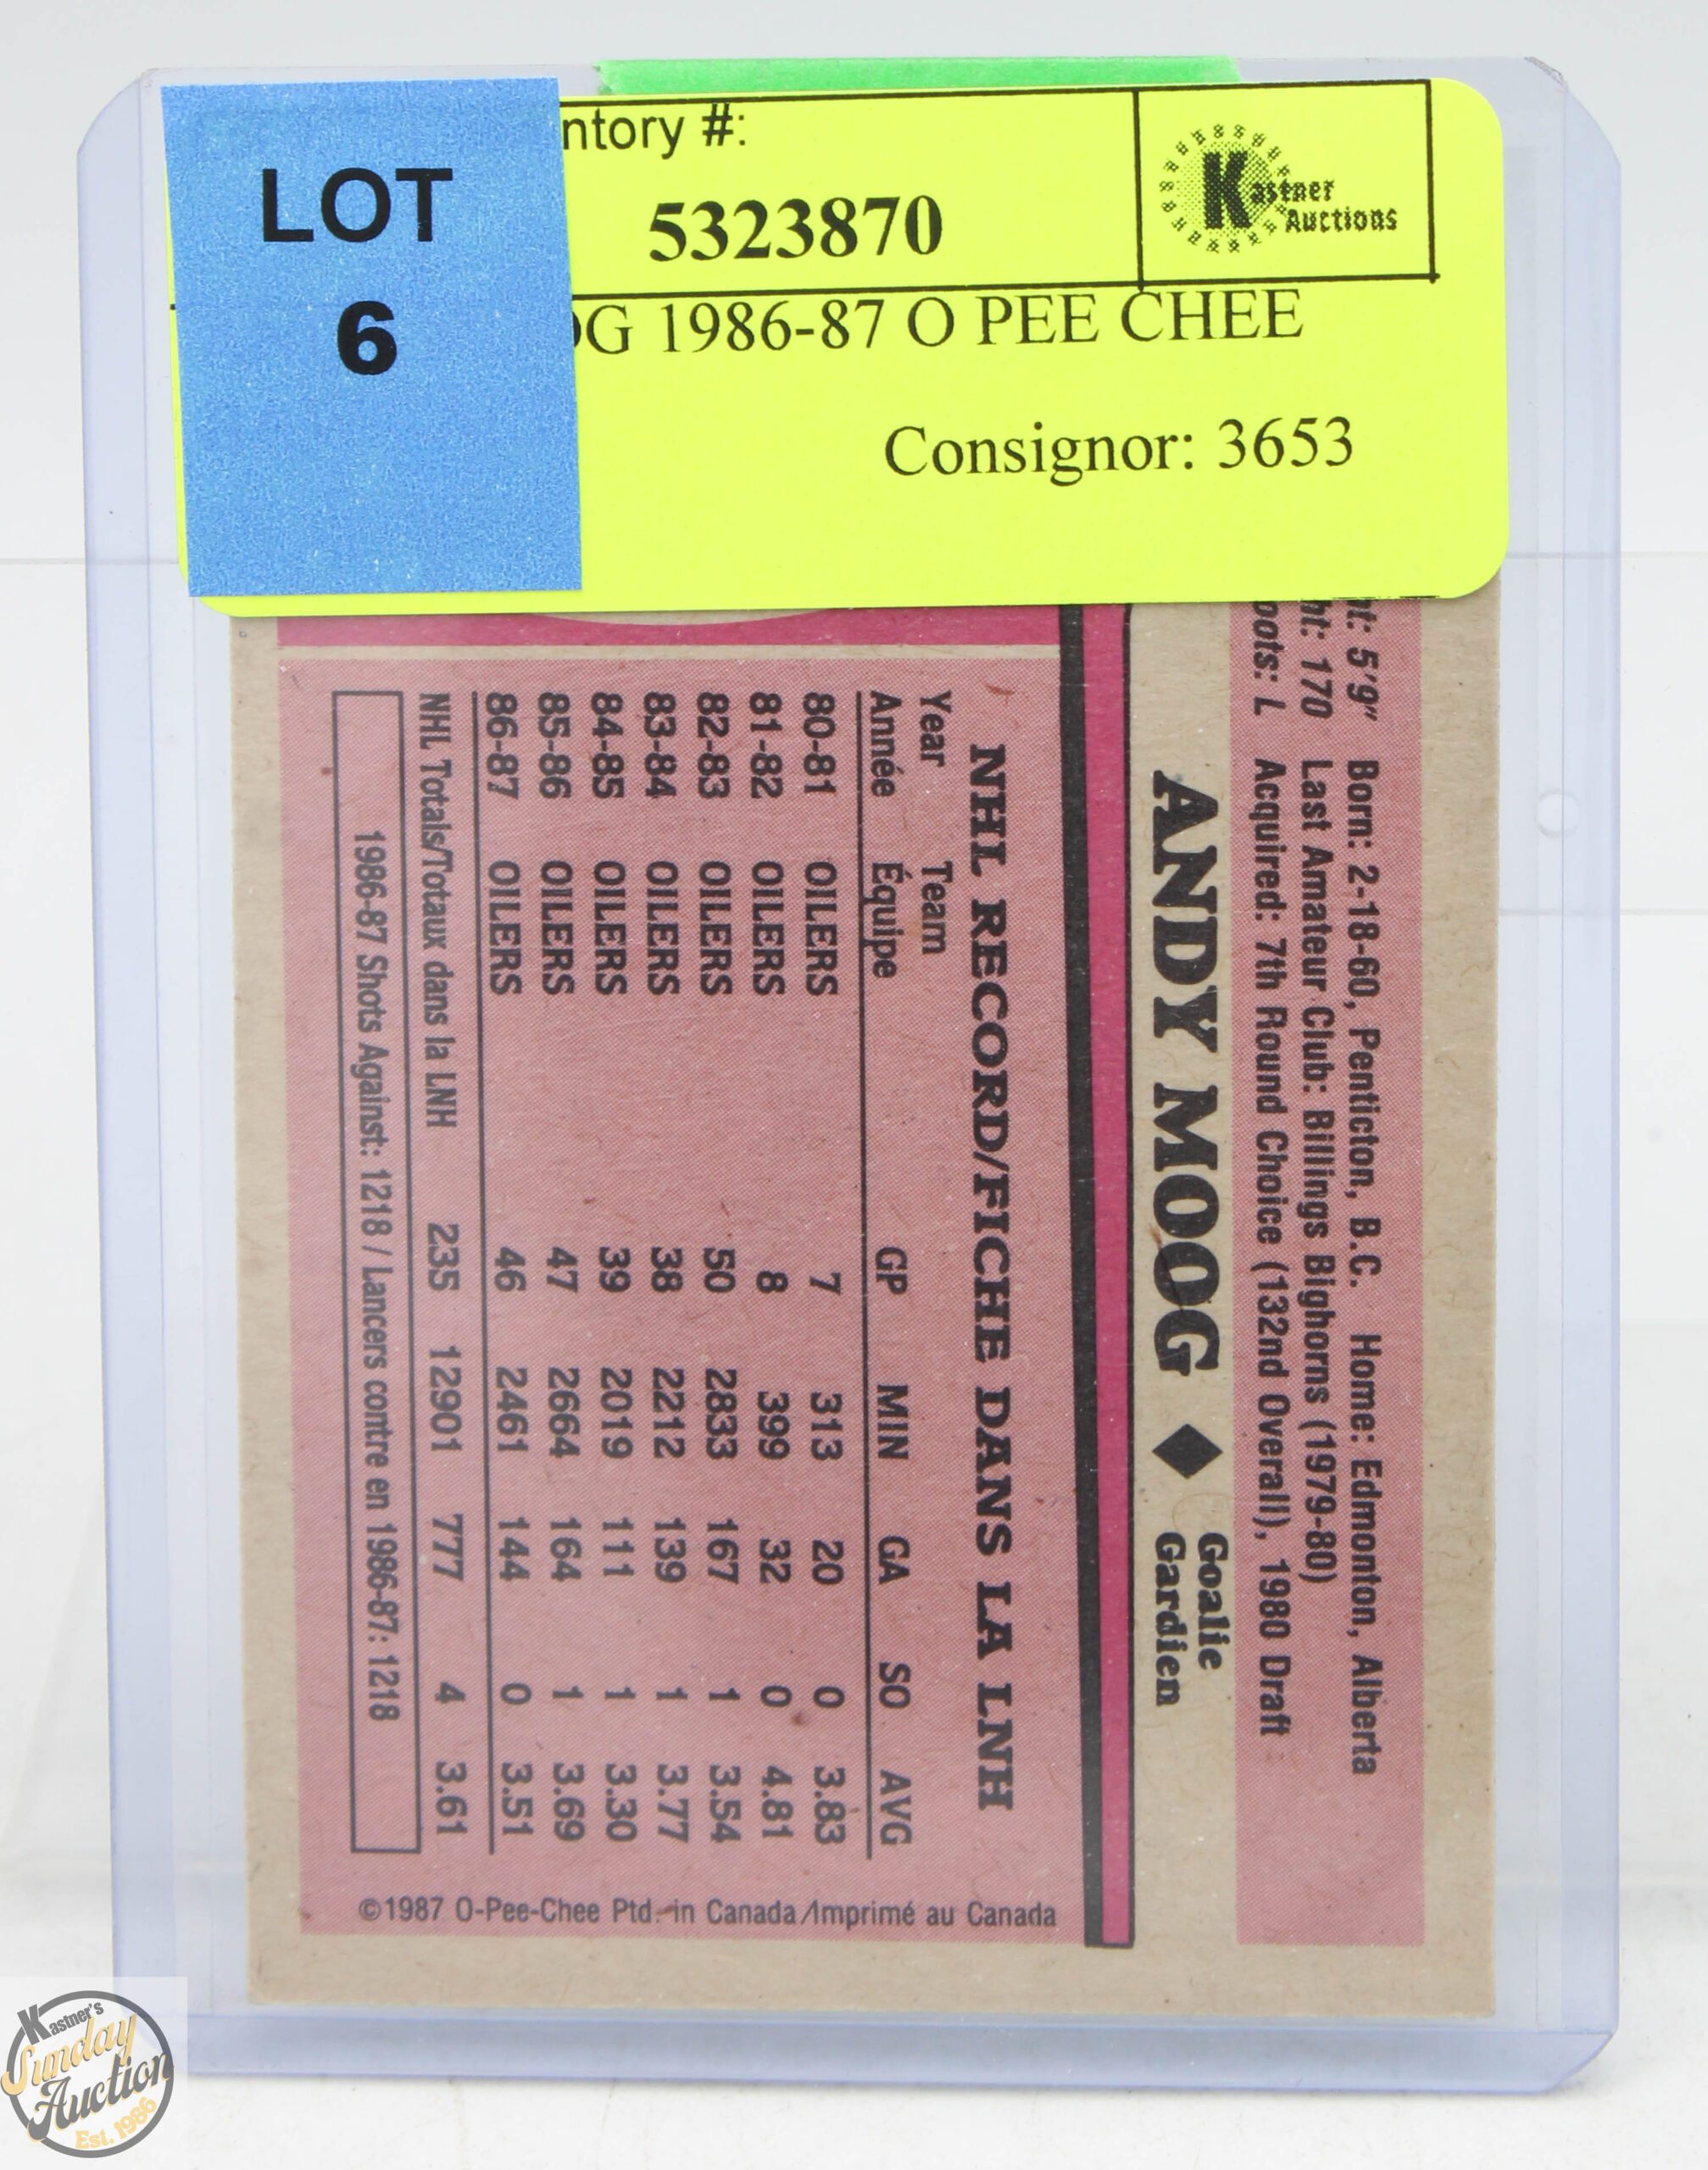 LOT
6
ntory #:
5323870
Kastner
Auctions
OG 1986-87 O PEE CHEE
Consignor: 3653
ht: 5'9" Born: 2-18-60, Penticton, B.C. Home: Edmonton, Alberta
ht: 170 Last Amateur Club: Billings Bighorns (1979-80)
oots: L Acquired: 7th Round Choice (132nd Overall), 1980 Draft
ANDY MOOG ◆ Goalie
Gardien
NHL RECORD/FICHE DANS LA LNH
Year Team
Année Équipe GP MIN GA SO AVG
80-81 OILERS 7 313 20 0 3.83
81-82 OILERS 8 399 32 0 4.81
82-83 OILERS 50 2833 167 1 3.54
83-84 OILERS 38 2212 139 1 3.77
84-85 OILERS 39 2019 111 1 3.30
85-86 OILERS 47 2664 164 1 3.69
86-87 OILERS 46 2461 144 0 3.51
NHL Totals/Totaux dans la LNH 235 12901 777 4 3.61
1986-87 Shots Against: 1218 / Lancers contre en 1986-87: 1218
©1987 O-Pee-Chee Ptd. in Canada/Imprimé au Canada
Kastner's
Sunday
Auction
Est. 1986